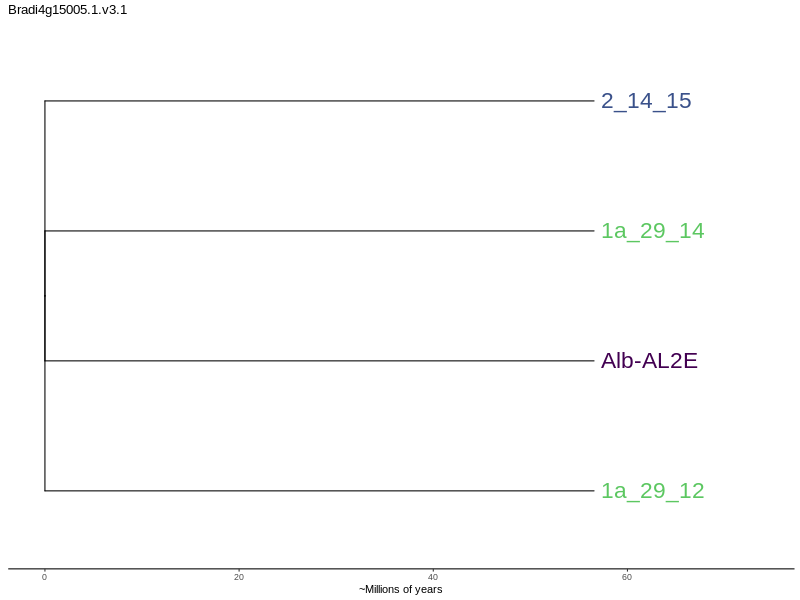 Bradi4g15005.1.v3.1
2_14_15
1a_29_14
Alb-AL2E
1a_29_12
0 20 40 60
~Millions of years